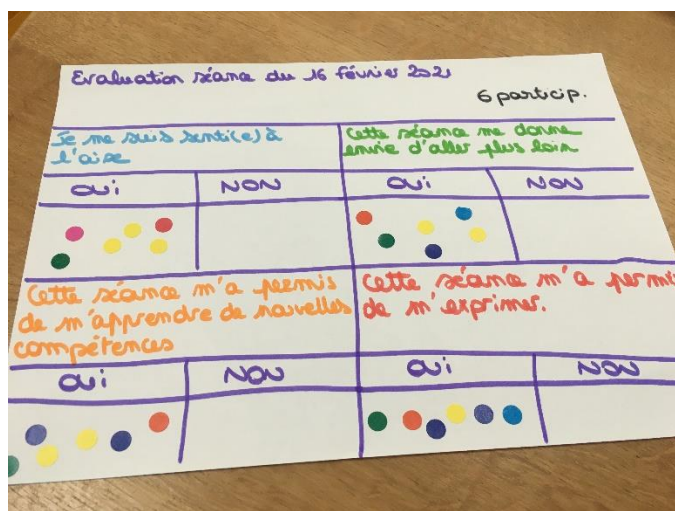 Evaluation séance du 16 février 2021
6 particip.
Je me suis senti(e) à
l'aise
Cette séance me donne
envie d'aller plus loin
OUI
NON
OUI
NON
Cette séance m'a permis
de m'apprendre de nouvelles
compétences
Cette séance m'a permi
de m'exprimer.
OUI
NON
OUI
NON